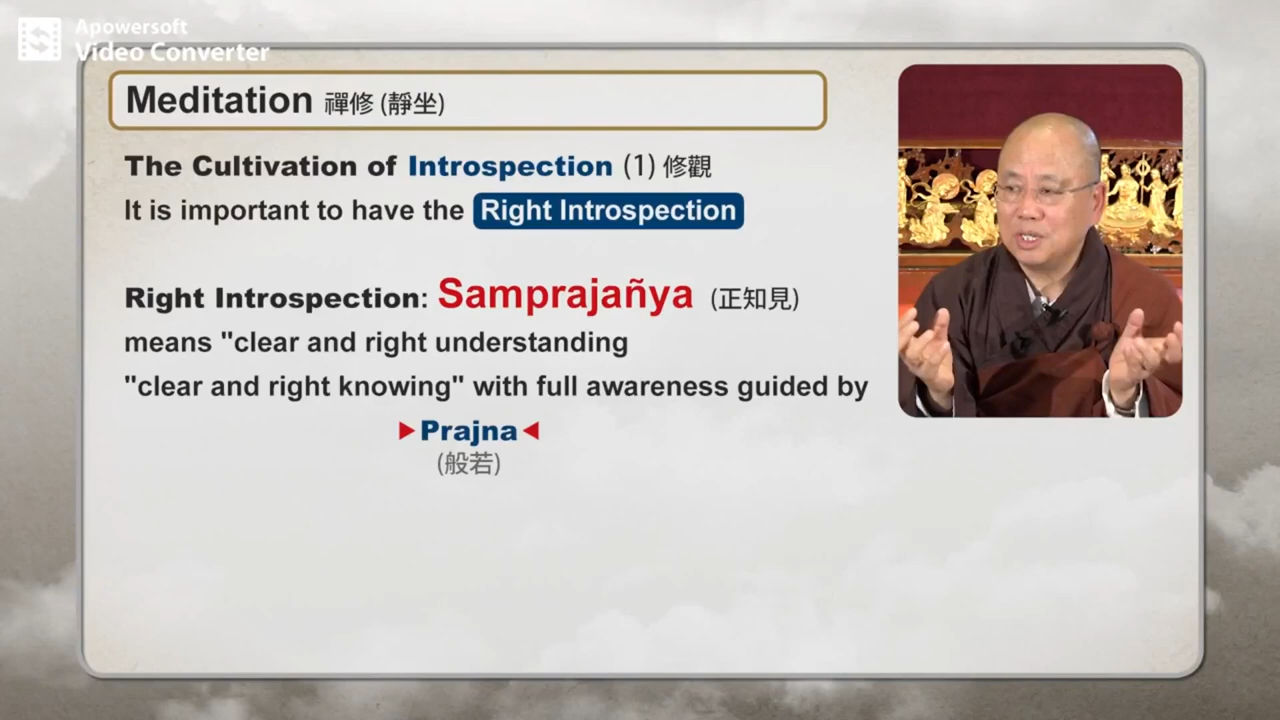 Apowersoft
Video Converter
Meditation 禪修 (靜坐)
The Cultivation of Introspection (1) 修觀
It is important to have the Right Introspection
Right Introspection: Samprajañya (正知見)
means "clear and right understanding
"clear and right knowing" with full awareness guided by
▶Prajna◀
(般若)